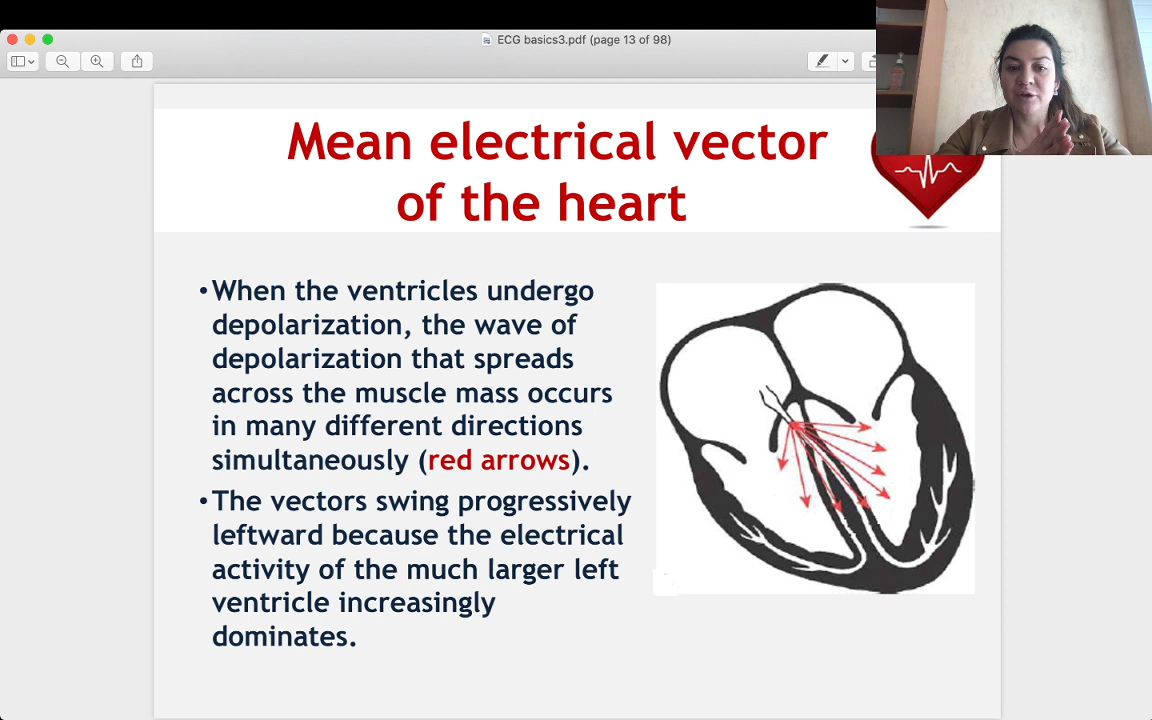 ECG basics3.pdf (page 13 of 98)
Mean electrical vector
of the heart
•When the ventricles undergo
depolarization, the wave of
depolarization that spreads
across the muscle mass occurs
in many different directions
simultaneously (red arrows).
•The vectors swing progressively
leftward because the electrical
activity of the much larger left
ventricle increasingly
dominates.